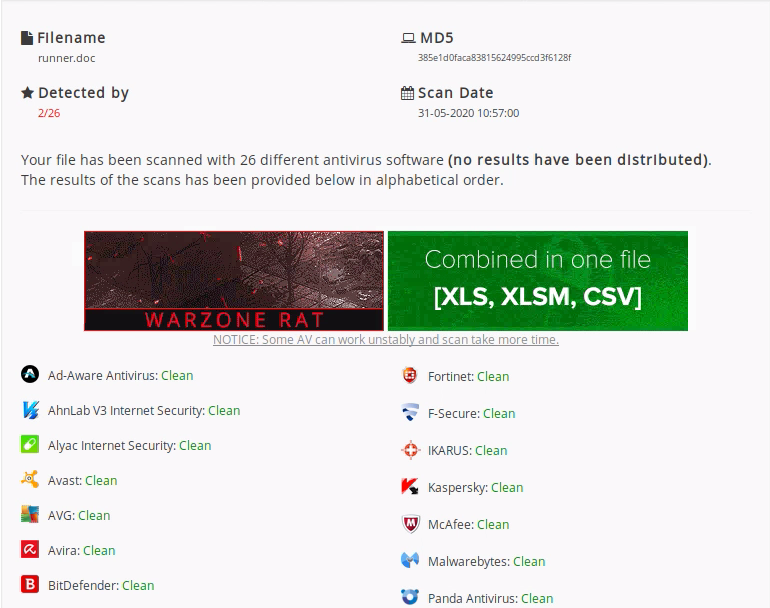 Filename
runner.doc
MD5
385e1d0faca83815624995ccd3f6128f
Detected by
2/26
Scan Date
31-05-2020 10:57:00
Your file has been scanned with 26 different antivirus software (no results have been distributed).
The results of the scans has been provided below in alphabetical order.
WARZONE RAT
Combined in one file
[XLS, XLSM, CSV]
NOTICE: Some AV can work unstably and scan take more time.
Ad-Aware Antivirus: Clean
AhnLab V3 Internet Security: Clean
Alyac Internet Security: Clean
Avast: Clean
AVG: Clean
Avira: Clean
BitDefender: Clean
Fortinet: Clean
F-Secure: Clean
IKARUS: Clean
Kaspersky: Clean
McAfee: Clean
Malwarebytes: Clean
Panda Antivirus: Clean